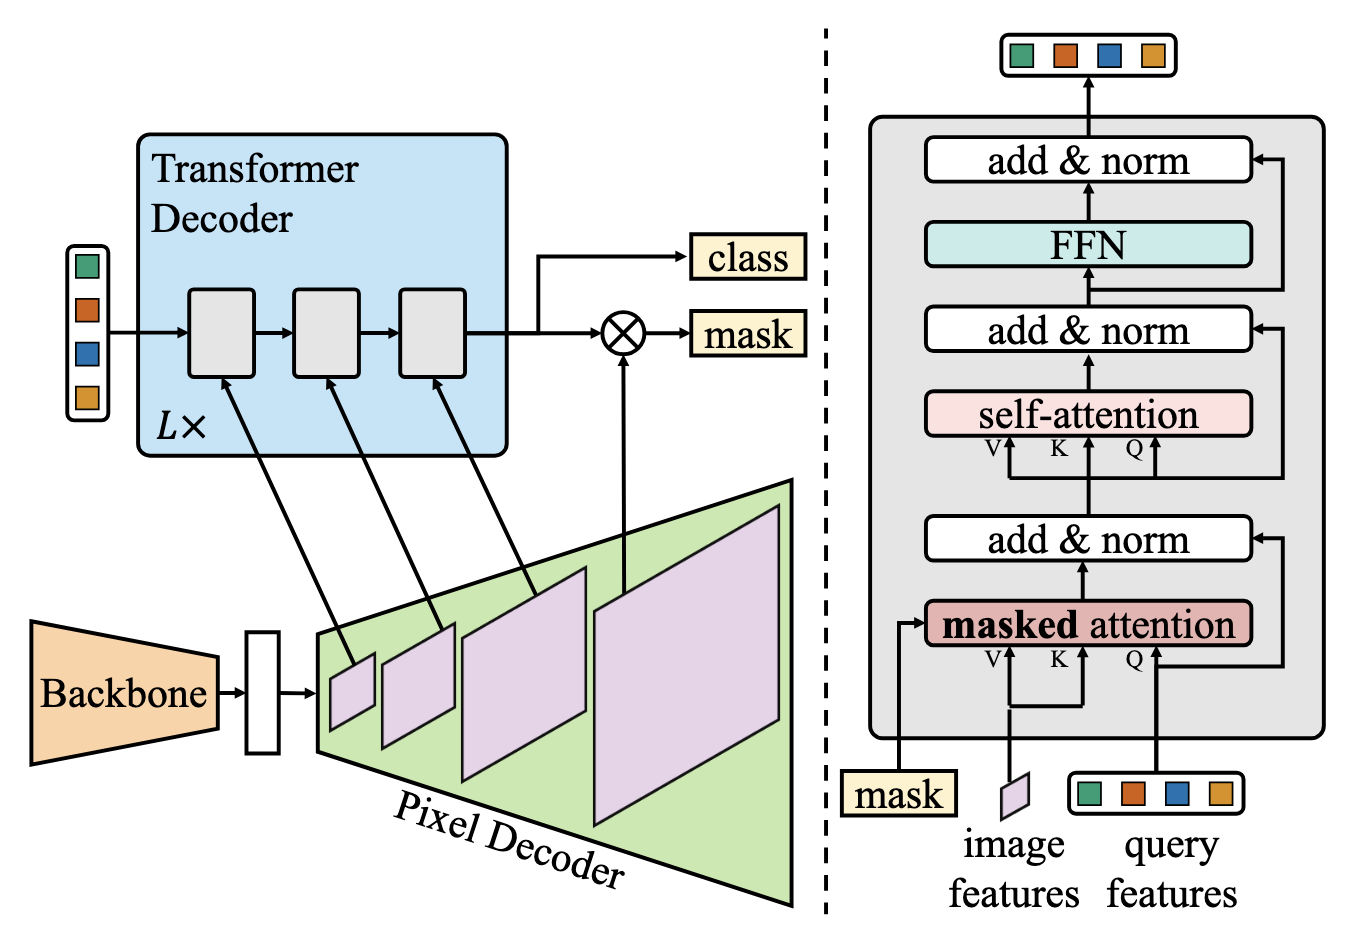 Transformer
Decoder
L×
class
mask
Backbone
Pixel Decoder
add & norm
FFN
add & norm
self-attention
V K Q
add & norm
masked attention
V K Q
mask
image
features
query
features